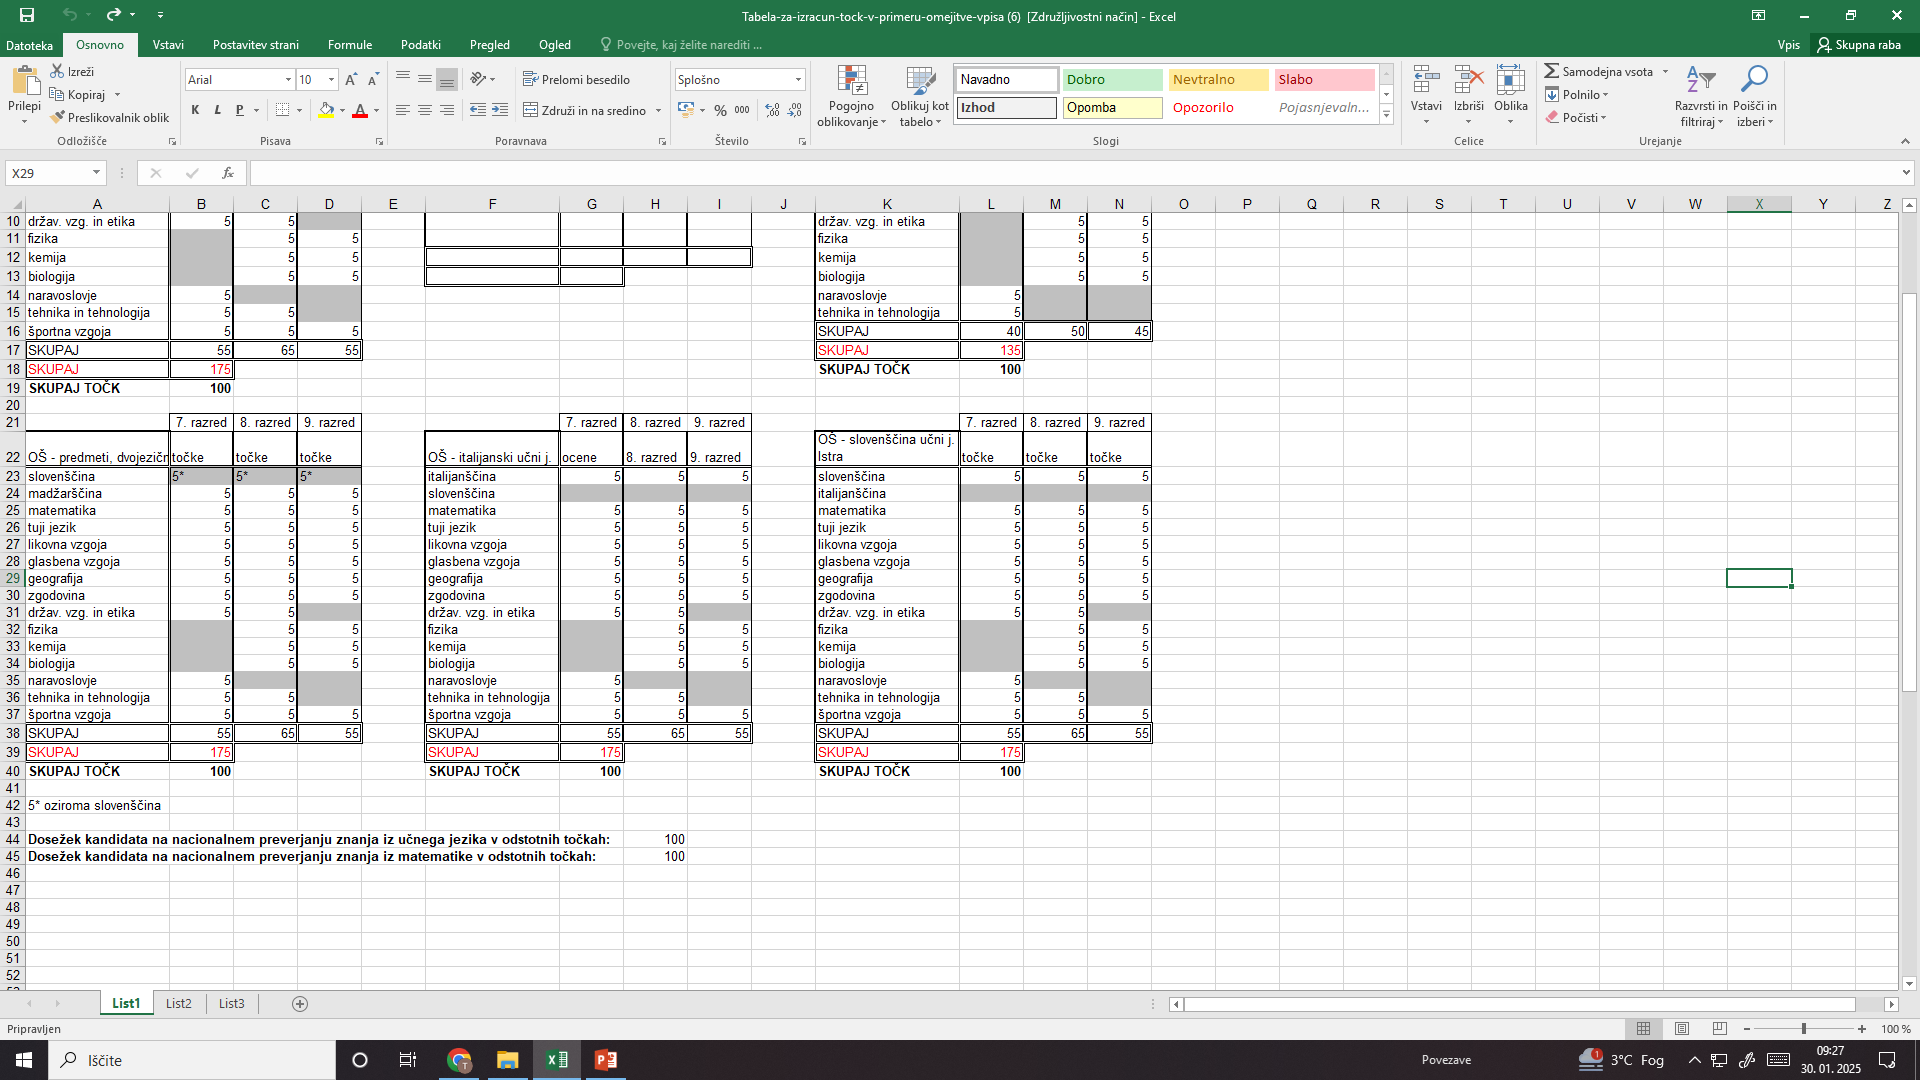 Tabela-za-izracun-tock-v-primeru-omejitve-vpisa (6) [Združljivostni način] - Excel
Datoteka Osnovno Vstavi Postavitev strani Formule Podatki Pregled Ogled Povejte, kaj želite narediti ... Vpis Skupna raba
Prilepi Izreži Kopiraj Preslikovalnik oblik Odložišče
Arial 10 K L P Pisava
Prelomi besedilo Združi in na sredino Poravnava
Splošno % 000 Število
Pogojno oblikovanje Oblikuj kot tabelo
Navadno Dobro Nevtralno Slabo
Izhod Opomba Opozorilo Pojasnjevaln...
Slogi
Vstavi Izbriši Oblika Celice
Samodejna vsota Polnilo Počisti Razvrsti in filtriraj Poišči in izberi Urejanje
X29 fx
A B C D E F G H I J K L M N O P Q R S T U V W X Y Z
10 držav. vzg. in etika 5 5 držav. vzg. in etika 5 5
11 fizika 5 5 fizika 5 5
12 kemija 5 5 kemija 5 5
13 biologija 5 5 biologija 5 5
14 naravoslovje 5 naravoslovje 5
15 tehnika in tehnologija 5 5 tehnika in tehnologija 5
16 športna vzgoja 5 5 5 SKUPAJ 40 50 45
17 SKUPAJ 55 65 55 SKUPAJ 135
18 SKUPAJ 175 SKUPAJ TOČK 100
19 SKUPAJ TOČK 100
20
21 7. razred 8. razred 9. razred 7. razred 8. razred 9. razred 7. razred 8. razred 9. razred
22 OŠ - predmeti, dvojezičn točke točke točke OŠ - italijanski učni j. ocene 8. razred 9. razred OŠ - slovenščina učni j. Istra točke točke točke
23 slovenščina 5* 5* 5* italijanščina 5 5 5 slovenščina 5 5 5
24 madžarščina 5 5 5 slovenščina italijanščina
25 matematika 5 5 5 matematika 5 5 5 matematika 5 5 5
26 tuji jezik 5 5 5 tuji jezik 5 5 5 tuji jezik 5 5 5
27 likovna vzgoja 5 5 5 likovna vzgoja 5 5 5 likovna vzgoja 5 5 5
28 glasbena vzgoja 5 5 5 glasbena vzgoja 5 5 5 glasbena vzgoja 5 5 5
29 geografija 5 5 5 geografija 5 5 5 geografija 5 5 5
30 zgodovina 5 5 5 zgodovina 5 5 5 zgodovina 5 5 5
31 držav. vzg. in etika 5 5 držav. vzg. in etika 5 5 držav. vzg. in etika 5 5
32 fizika 5 5 fizika 5 5 fizika 5 5
33 kemija 5 5 kemija 5 5 kemija 5 5
34 biologija 5 5 biologija 5 5 biologija 5 5
35 naravoslovje 5 naravoslovje 5 naravoslovje 5
36 tehnika in tehnologija 5 5 tehnika in tehnologija 5 5 tehnika in tehnologija 5 5
37 športna vzgoja 5 5 5 športna vzgoja 5 5 5 športna vzgoja 5 5 5
38 SKUPAJ 55 65 55 SKUPAJ 55 65 55 SKUPAJ 55 65 55
39 SKUPAJ 175 SKUPAJ 175 SKUPAJ 175
40 SKUPAJ TOČK 100 SKUPAJ TOČK 100 SKUPAJ TOČK 100
41
42 5* oziroma slovenščina
43
44 Dosežek kandidata na nacionalnem preverjanju znanja iz učnega jezika v odstotnih točkah: 100
45 Dosežek kandidata na nacionalnem preverjanju znanja iz matematike v odstotnih točkah: 100
46
47
48
49
50
51
52
List1 List2 List3
Pripravljen 100 %
Iščite Povezave 3°C Fog 09:27
30. 01. 2025